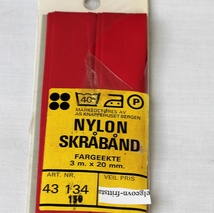 40°
P
MARKEDSFØRES AV
AS KNAPPEHUSET BERGEN
NYLON
SKRÅBÅND
FARGEEKTE
3 m. x 20 mm.
ART. NR. VEIL. PRIS
43 134
150